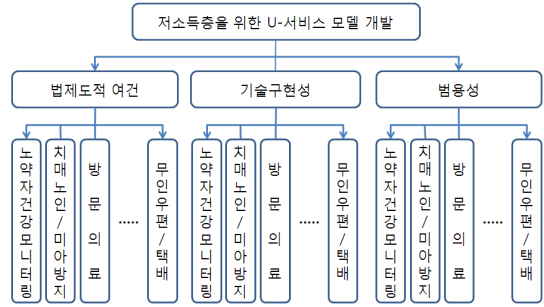 저소득층을 위한 U-서비스 모델 개발
법제도적 여건
기술구현성
범용성
노약자건강모니터링
치매노인/미아방지
방문의료
.....
무인우편/택배
노약자건강모니터링
치매노인/미아방지
방문의료
.....
무인우편/택배
노약자건강모니터링
치매노인/미아방지
방문의료
.....
무인우편/택배